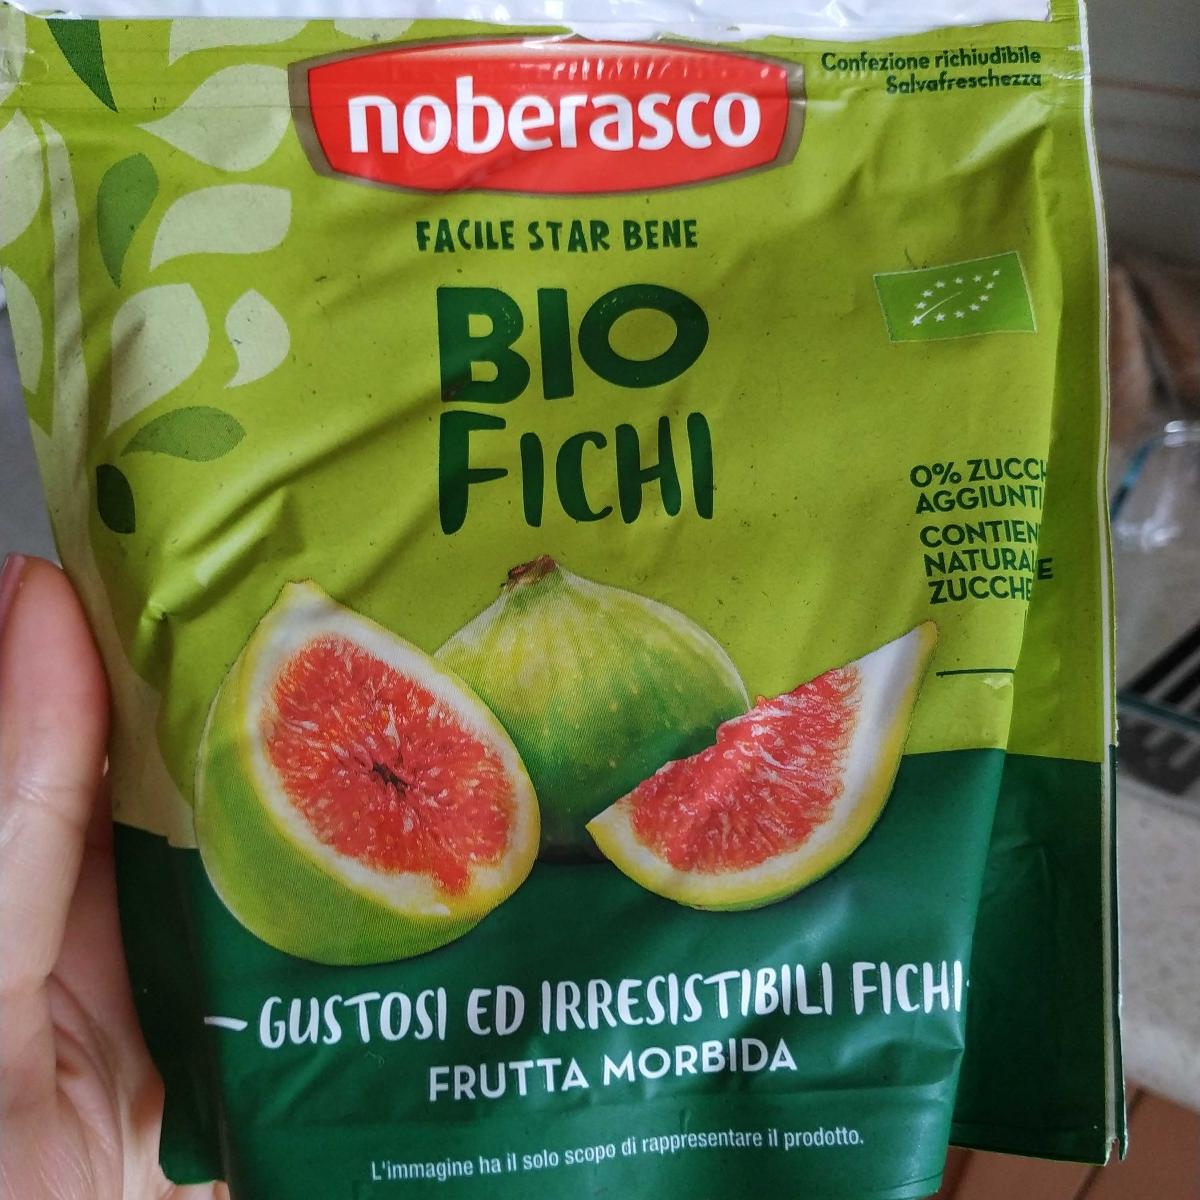 Confezione richiudibile
Salvafreschezza
noberasco
FACILE STAR BENE
BIO
FICHI
0% ZUCCH
AGGIUNTI
CONTIEN
NATURALE
ZUCCHE
GUSTOSI ED IRRESISTIBILI FICHI
FRUTTA MORBIDA
L'immagine ha il solo scopo di rappresentare il prodotto.